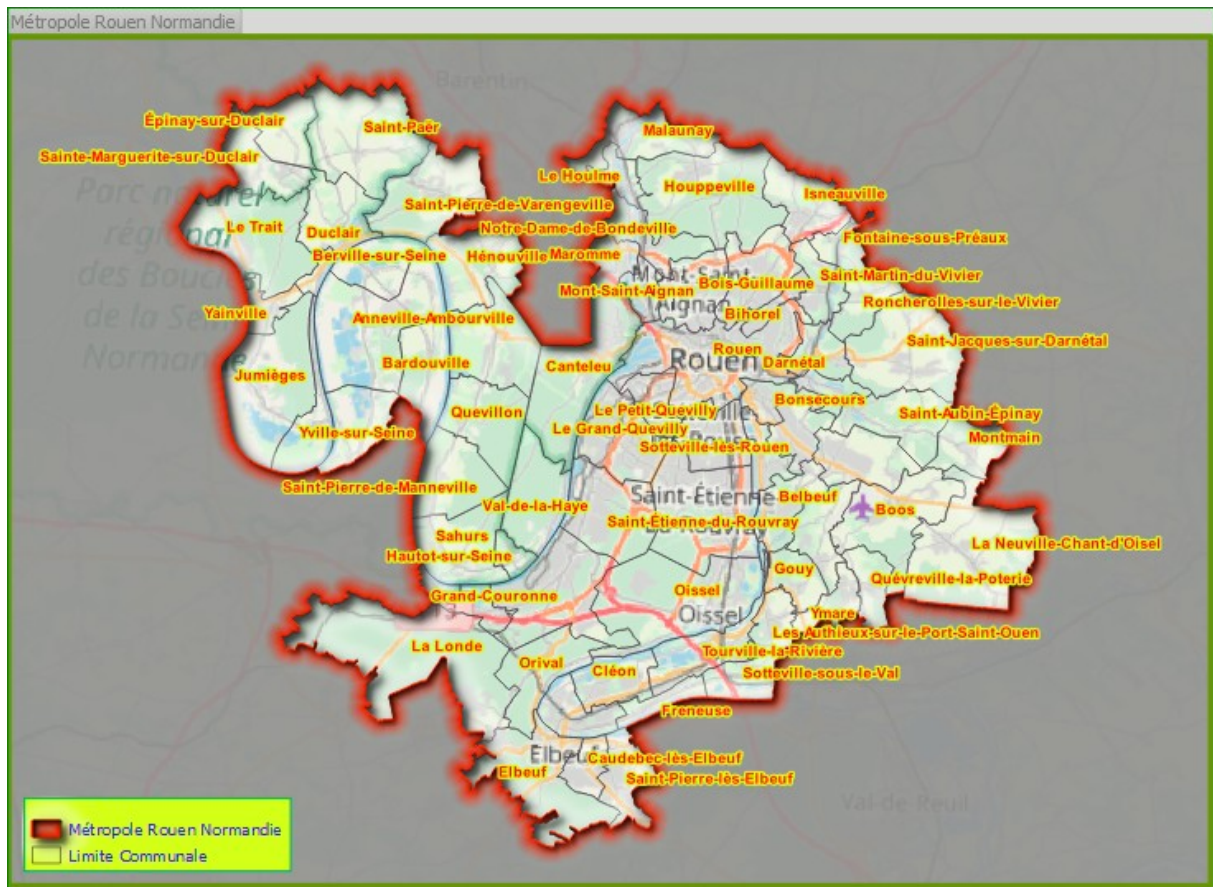 Métropole Rouen Normandie
Barentin
Épinay-sur-Duclair
Saint-Paër
Malaunay
Sainte-Marguerite-sur-Duclair
Le Houlme
Houppeville
Isneauville
Parc naturel
régional
des Boucles
de la Seine
Normande
Saint-Pierre-de-Varengeville
Le Trait
Duclair
Notre-Dame-de-Bondeville
Fontaine-sous-Préaux
Berville-sur-Seine
Hénouville
Maromme
Mont-Saint
Aignan
Saint-Martin-du-Vivier
Mont-Saint-Aignan
Bois-Guillaume
Roncherolles-sur-le-Vivier
Yainville
Anneville-Ambourville
Bihorel
Saint-Jacques-sur-Darnétal
Rouen
Rouen
Bardouville
Canteleu
Darnétal
Jumièges
Bonsecours
Quevillon
Le Petit-Quevilly
Saint-Aubin-Épinay
Le Grand-Quevilly
Yville-sur-Seine
Montmain
Sotteville-lès-Rouen
Saint-Pierre-de-Manneville
Saint-Étienne
Belbeuf
Val-de-la-Haye
Boos
Saint-Étienne-du-Rouvray
Sahurs
La Neuville-Chant-d'Oisel
Hautot-sur-Seine
Gouy
Quévreville-la-Poterie
Grand-Couronne
Oissel
Oissel
Ymare
Les Authieux-sur-le-Port-Saint-Ouen
La Londe
Tourville-la-Rivière
Orival
Cléon
Sotteville-sous-le-Val
Freneuse
Elbeuf
Caudebec-lès-Elbeuf
Elbeuf
Saint-Pierre-lès-Elbeuf
Val de Reuil
Métropole Rouen Normandie
Limite Communale